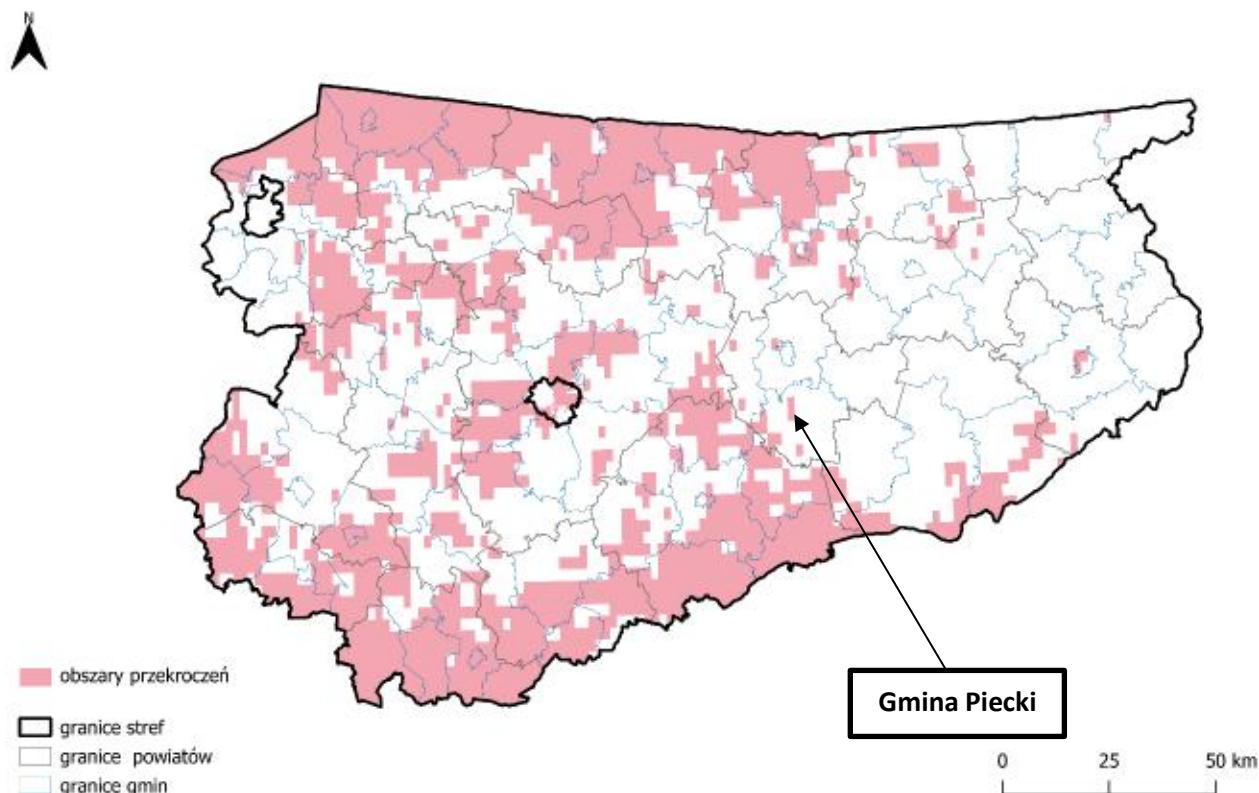 N
obszary przekroczeń
granice stref
granice powiatów
granice gmin
Gmina Piecki
0 25 50 km